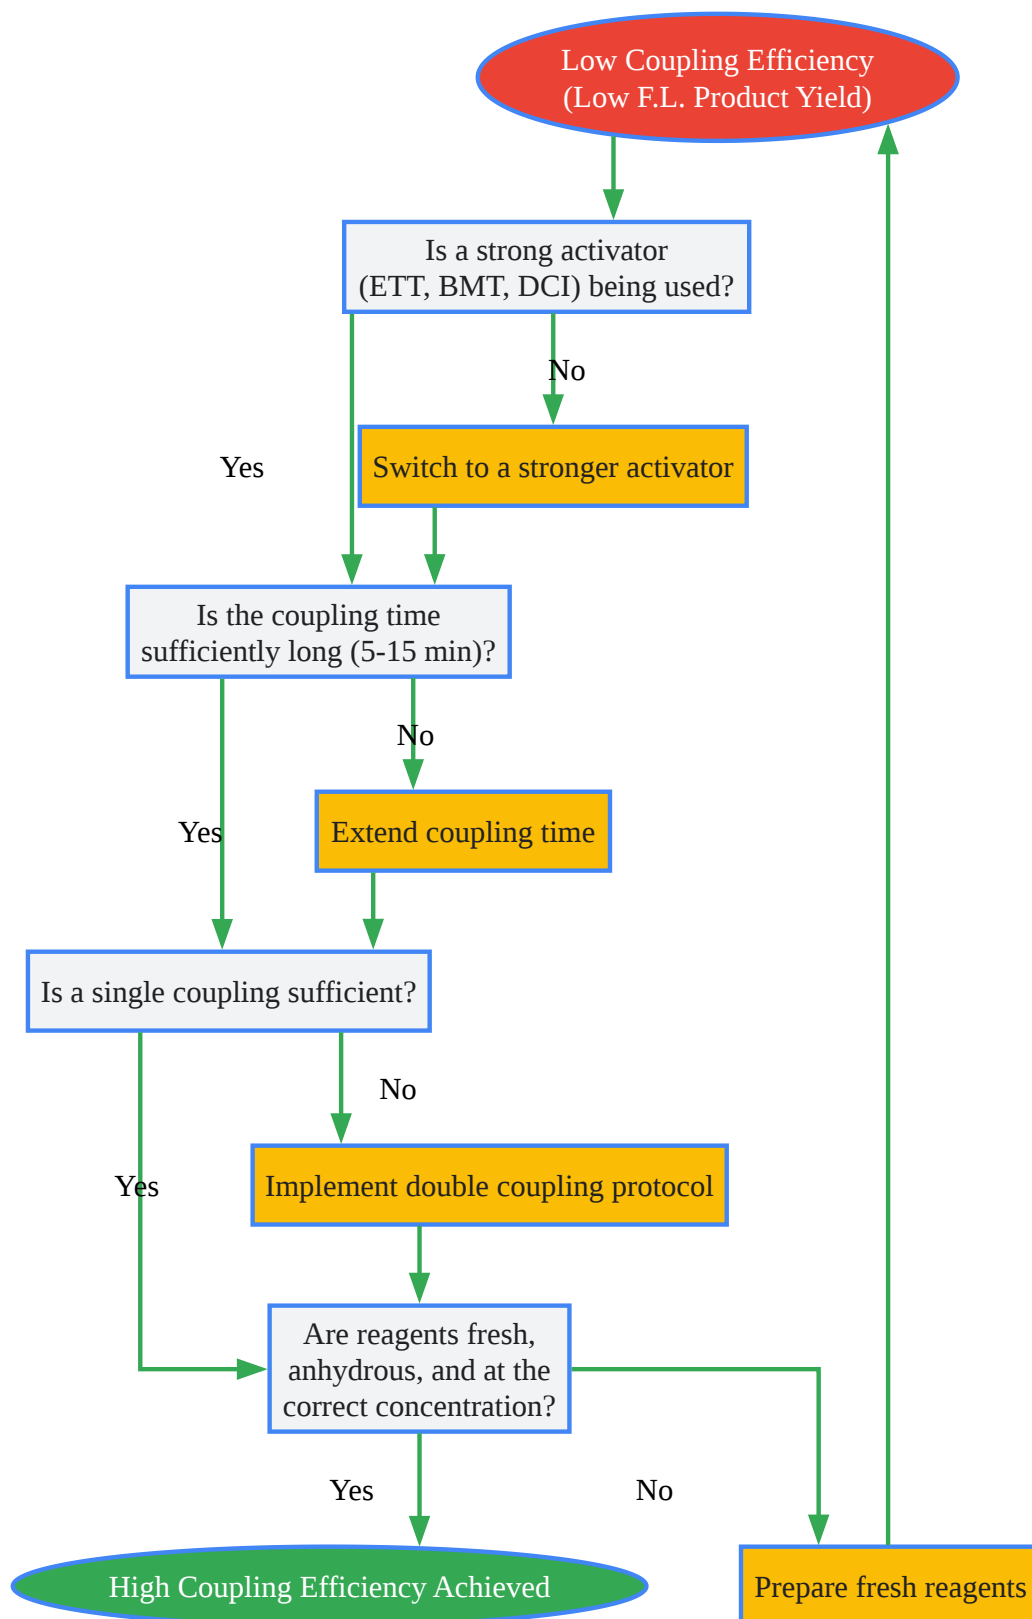 Low Coupling Efficiency
(Low F.L. Product Yield)
Is a strong activator
(ETT, BMT, DCI) being used?
No
Yes
Switch to a stronger activator
Is the coupling time
sufficiently long (5-15 min)?
No
Yes
Extend coupling time
Is a single coupling sufficient?
No
Yes
Implement double coupling protocol
Are reagents fresh,
anhydrous, and at the
correct concentration?
Yes
No
High Coupling Efficiency Achieved
Prepare fresh reagents